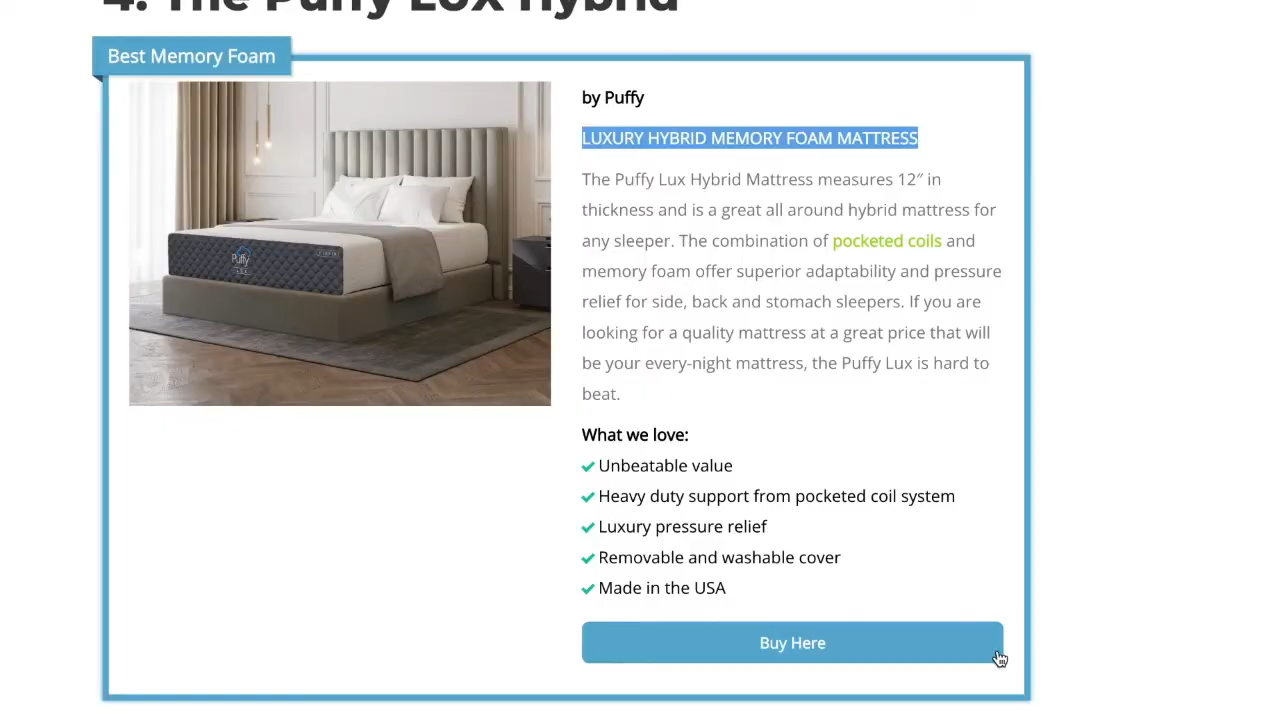 4. The Puffy LUX Hybrid
Best Memory Foam
by Puffy
LUXURY HYBRID MEMORY FOAM MATTRESS
The Puffy Lux Hybrid Mattress measures 12″ in
thickness and is a great all around hybrid mattress for
any sleeper. The combination of pocketed coils and
memory foam offer superior adaptability and pressure
relief for side, back and stomach sleepers. If you are
looking for a quality mattress at a great price that will
be your every-night mattress, the Puffy Lux is hard to
beat.
What we love:
Unbeatable value
Heavy duty support from pocketed coil system
Luxury pressure relief
Removable and washable cover
Made in the USA
Buy Here
Puffy